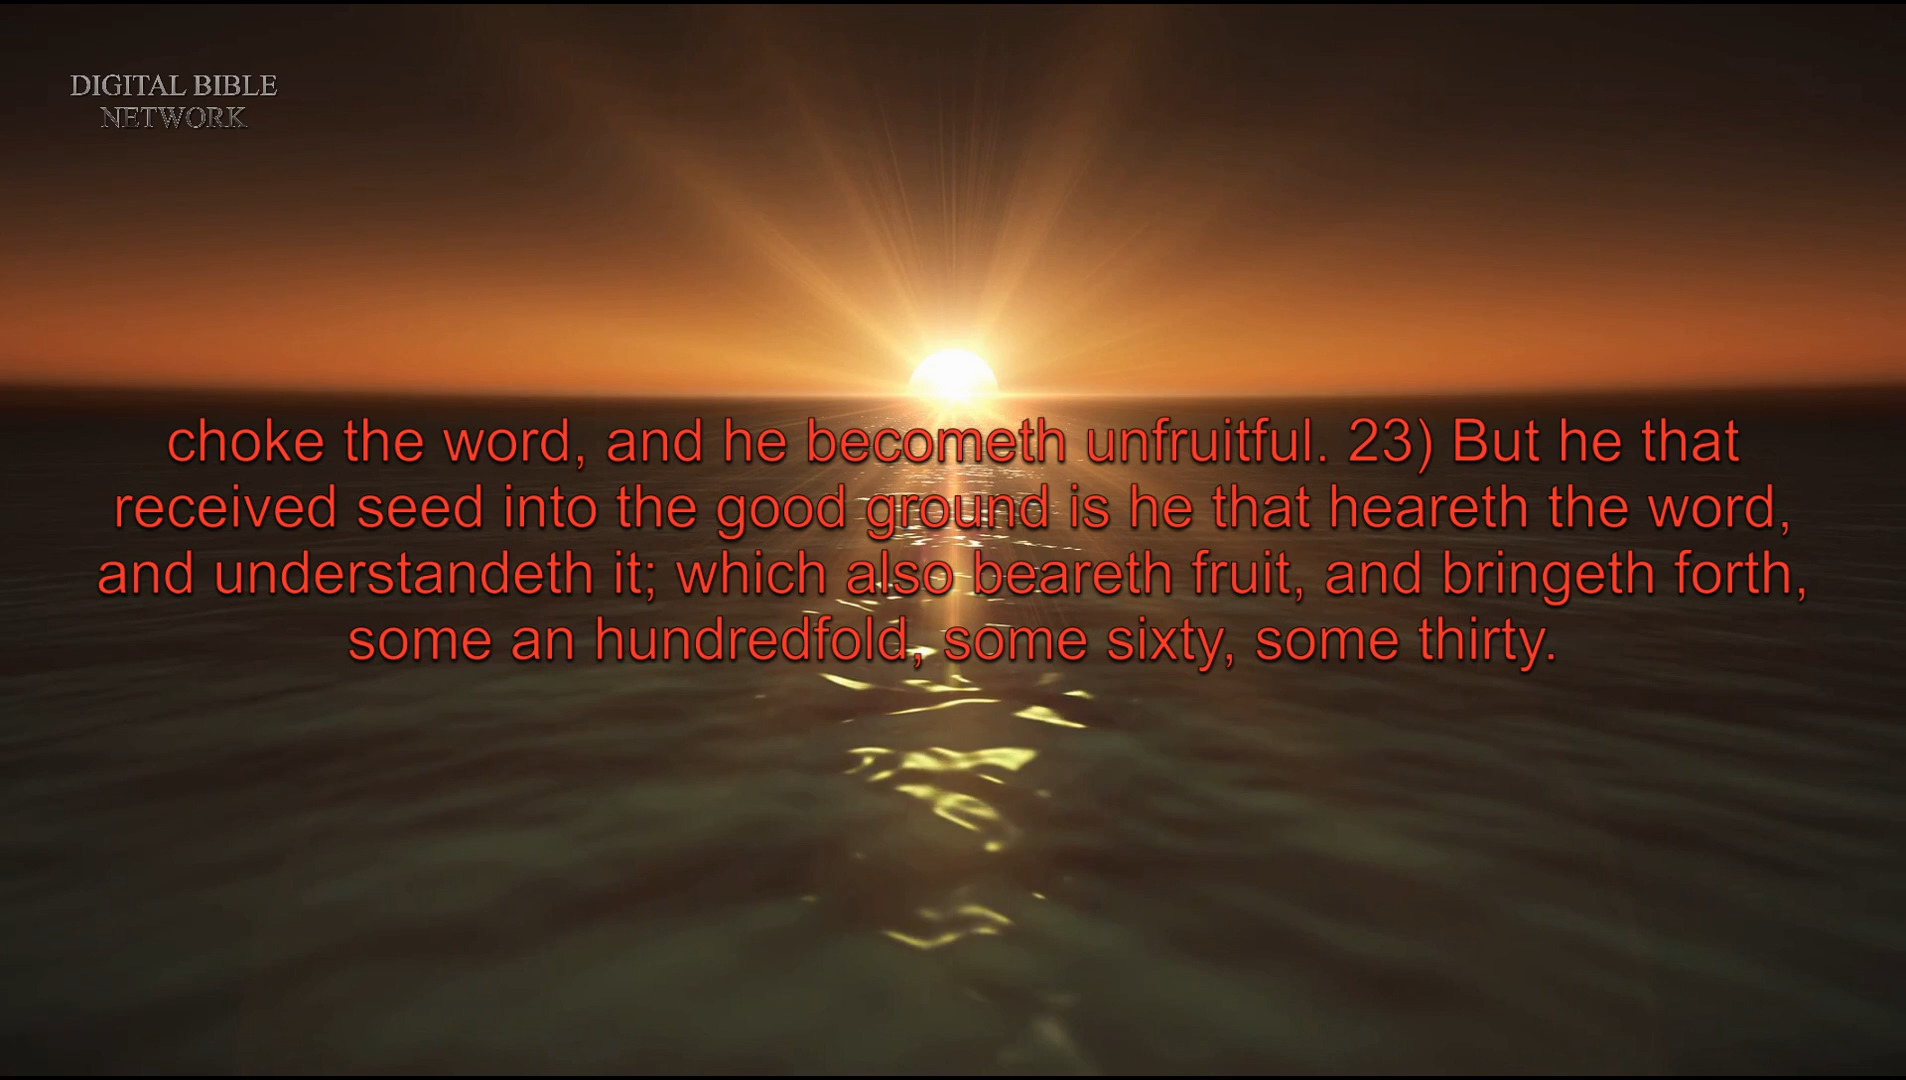 DIGITAL BIBLE
NETWORK
choke the word, and he becometh unfruitful. 23) But he that
received seed into the good ground is he that heareth the word,
and understandeth it; which also beareth fruit, and bringeth forth,
some an hundredfold, some sixty, some thirty.